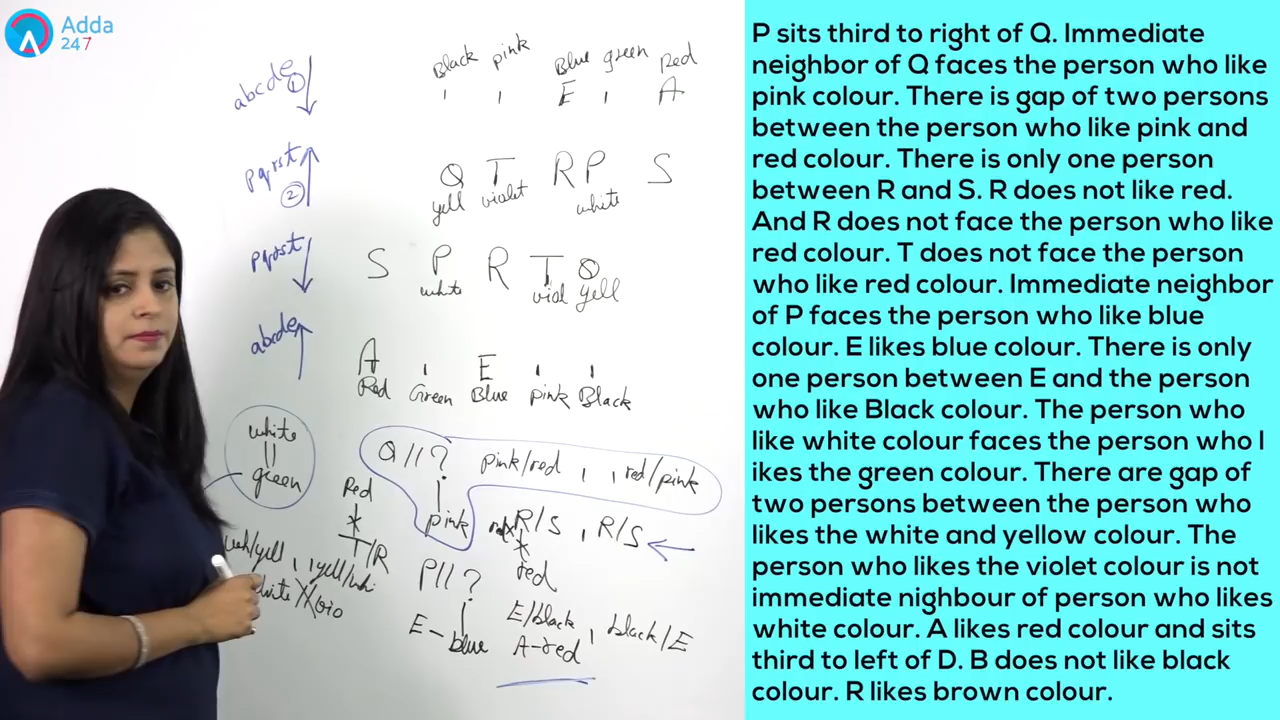 Adda
247
abcde ①
Black pink Blue green Red
E A
pqrst ②
Q T R P S
yell violet white
pqrst
S P R T Q
white viol yell
abcde
A E
Red Green Blue pink Black
white
||
green
Q // ? pink/red , , red/pink
pink
Red
T/R
R/S , R/S
red
P // ?
E - blue
E/black , black/E
A - red
P sits third to right of Q. Immediate
neighbor of Q faces the person who like
pink colour. There is gap of two persons
between the person who like pink and
red colour. There is only one person
between R and S. R does not like red.
And R does not face the person who like
red colour. T does not face the person
who like red colour. Immediate neighbor
of P faces the person who like blue
colour. E likes blue colour. There is only
one person between E and the person
who like Black colour. The person who
like white colour faces the person who l
ikes the green colour. There are gap of
two persons between the person who
likes the white and yellow colour. The
person who likes the violet colour is not
immediate nighbour of person who likes
white colour. A likes red colour and sits
third to left of D. B does not like black
colour. R likes brown colour.